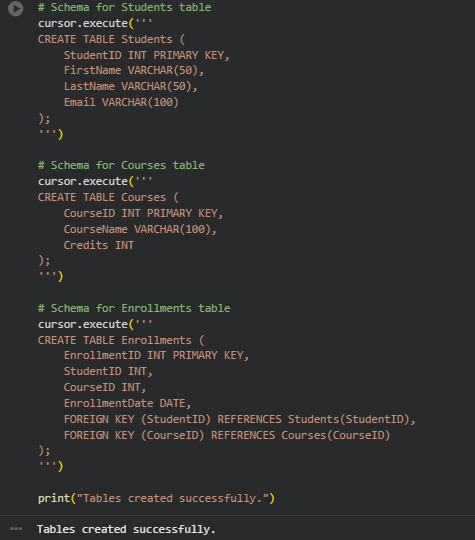 # Schema for Students table
cursor.execute('''
CREATE TABLE Students (
    StudentID INT PRIMARY KEY,
    FirstName VARCHAR(50),
    LastName VARCHAR(50),
    Email VARCHAR(100)
);
''')

# Schema for Courses table
cursor.execute('''
CREATE TABLE Courses (
    CourseID INT PRIMARY KEY,
    CourseName VARCHAR(100),
    Credits INT
);
''')

# Schema for Enrollments table
cursor.execute('''
CREATE TABLE Enrollments (
    EnrollmentID INT PRIMARY KEY,
    StudentID INT,
    CourseID INT,
    EnrollmentDate DATE,
    FOREIGN KEY (StudentID) REFERENCES Students(StudentID),
    FOREIGN KEY (CourseID) REFERENCES Courses(CourseID)
);
''')

print("Tables created successfully.")
Tables created successfully.